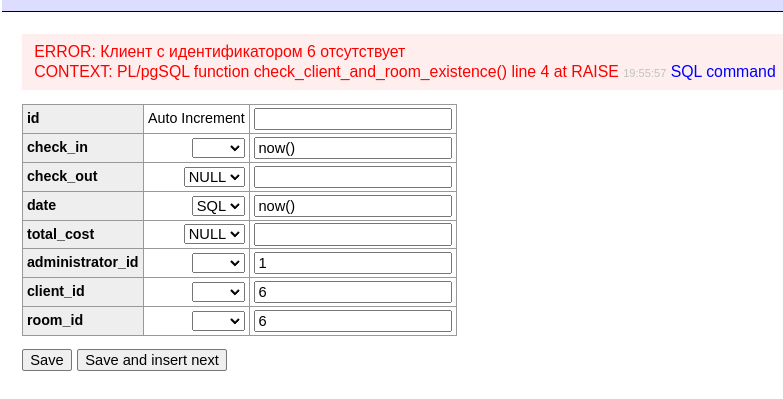 ERROR: Клиент с идентификатором 6 отсутствует
CONTEXT: PL/pgSQL function check_client_and_room_existence() line 4 at RAISE 19:55:57 SQL command
id Auto Increment
check_in now()
check_out NULL
date SQL now()
total_cost NULL
administrator_id 1
client_id 6
room_id 6
Save Save and insert next